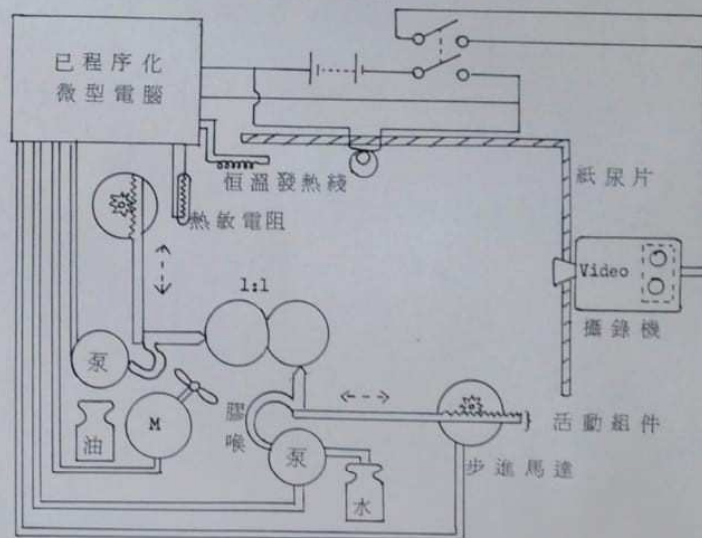 已程序化
微型電腦
恒溫發熱綫
熱敏電阻
紙尿片
1:1
Video
攝錄機
泵
油
M
膠喉
泵
水
活動組件
步進馬達